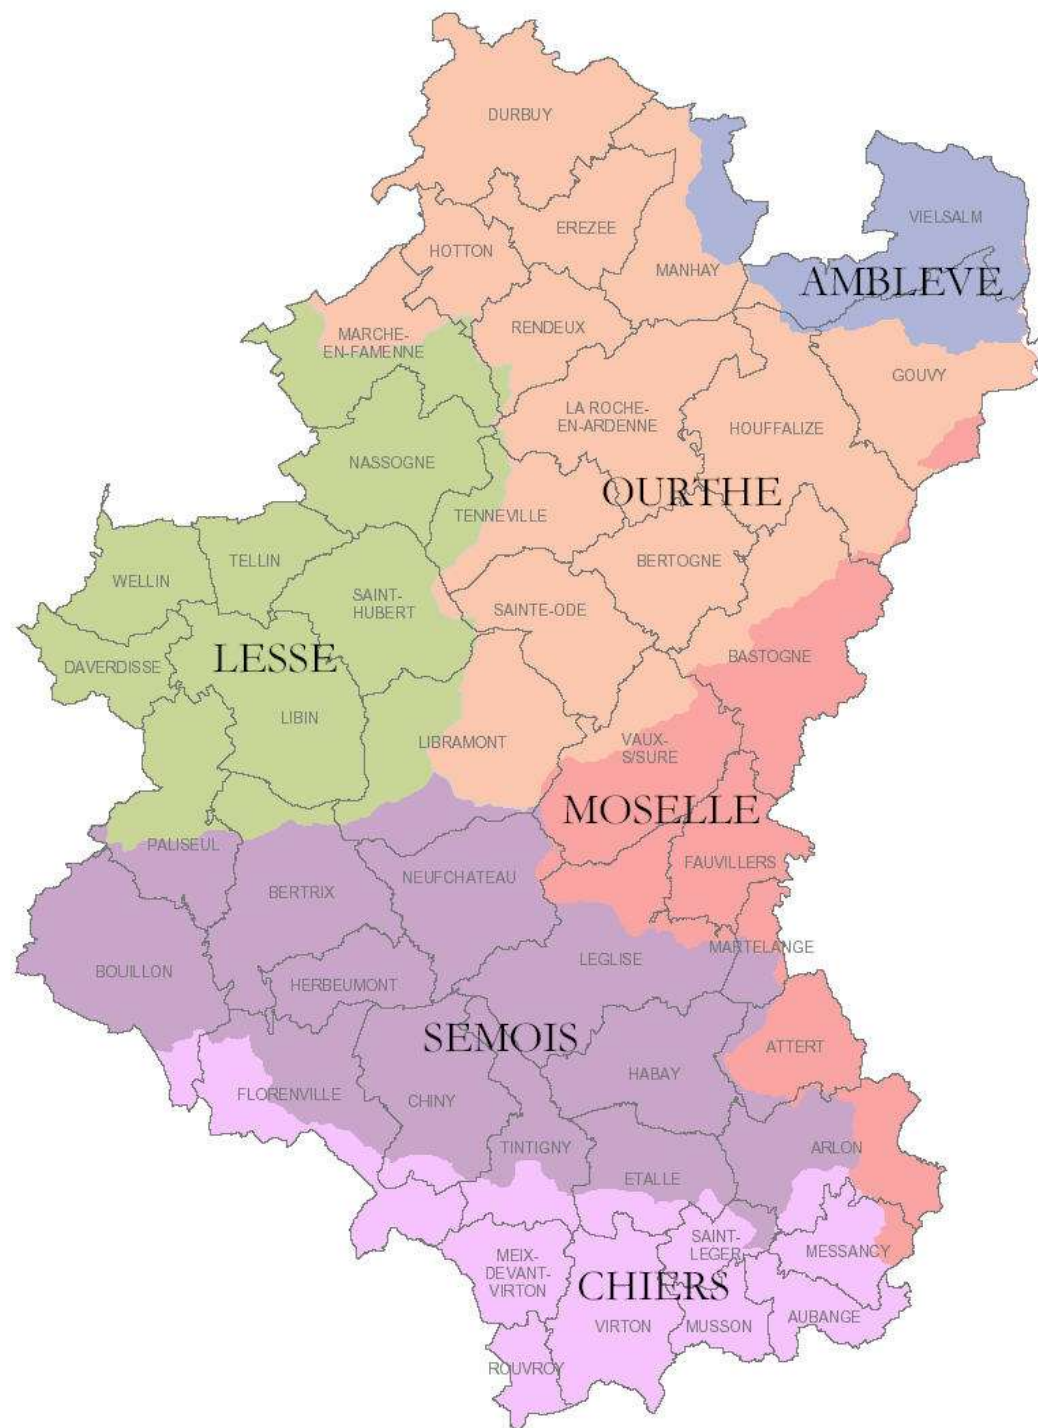 DURBUY
VIELSALM
EREZEE
HOTTON
MANHAY
AMBLEVE
RENDEUX
MARCHE-
EN-FAMENNE
GOUVY
LA ROCHE-
EN-ARDENNE
HOUFFALIZE
NASSOGNE
OURTHE
TENNEVILLE
TELLIN
BERTOGNE
WELLIN
SAINT-
HUBERT
SAINTE-ODE
LESSE
BASTOGNE
DAVERDISSE
LIBIN
LIBRAMONT
VAUX-
S/SURE
MOSELLE
PALISEUL
FAUVILLERS
NEUFCHATEAU
BERTRIX
MARTELANGE
LEGLISE
BOUILLON
HERBEUMONT
SEMOIS
ATTERT
HABAY
FLORENVILLE
CHINY
TINTIGNY
ARLON
ETALLE
SAINT-
LEGER
MESSANCY
MEIX-
DEVANT-
VIRTON
CHIERS
AUBANGE
VIRTON
MUSSON
ROUVROY